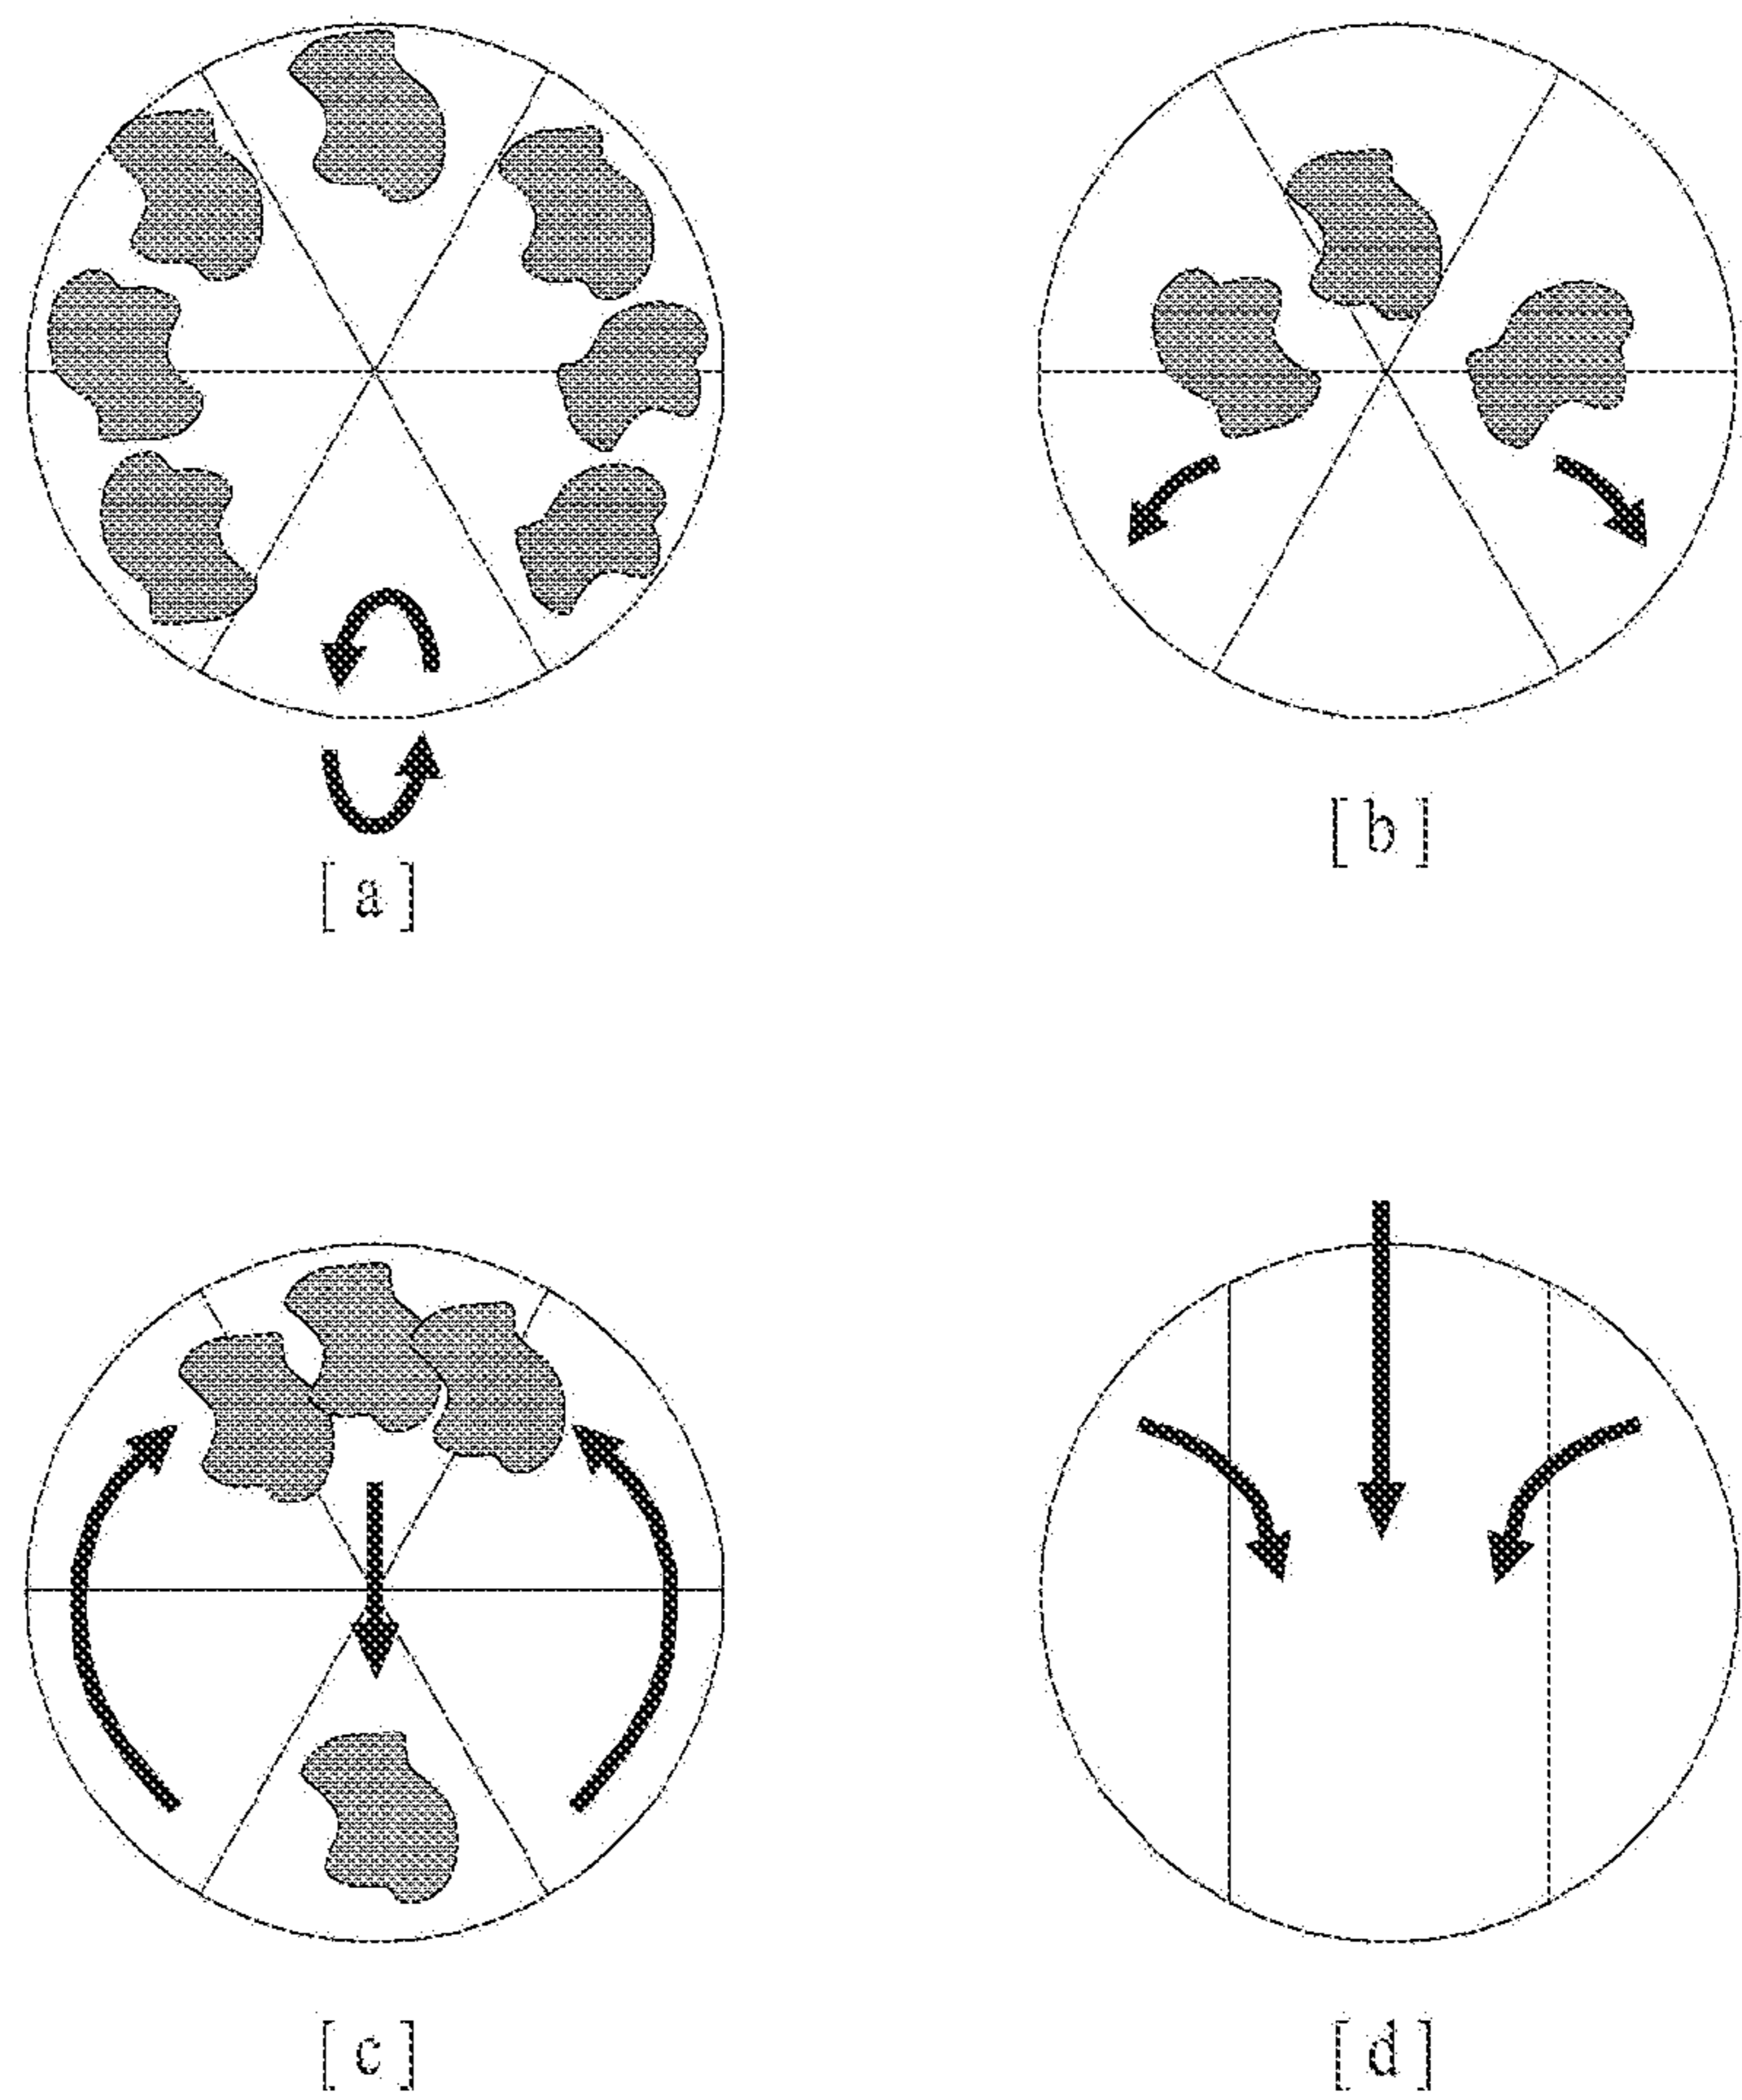 [ a ]
[ b ]
[ c ]
[ d ]